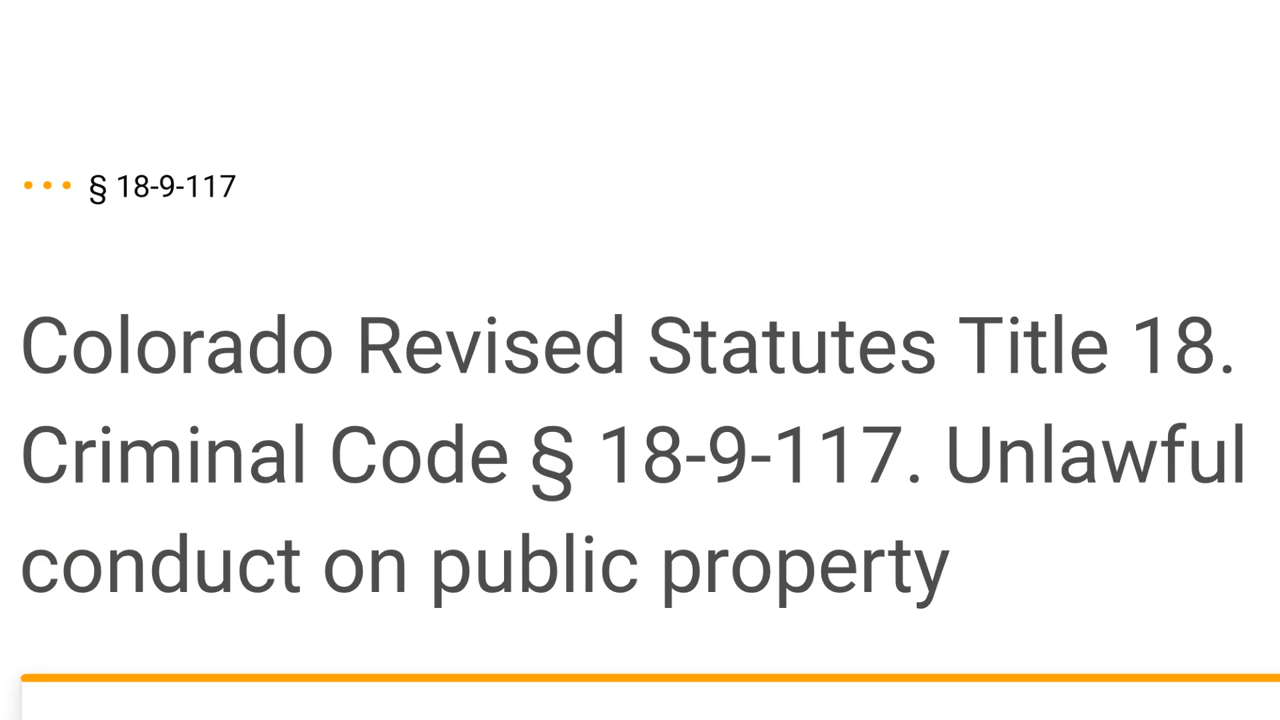 § 18-9-117
Colorado Revised Statutes Title 18.
Criminal Code § 18-9-117. Unlawful
conduct on public property